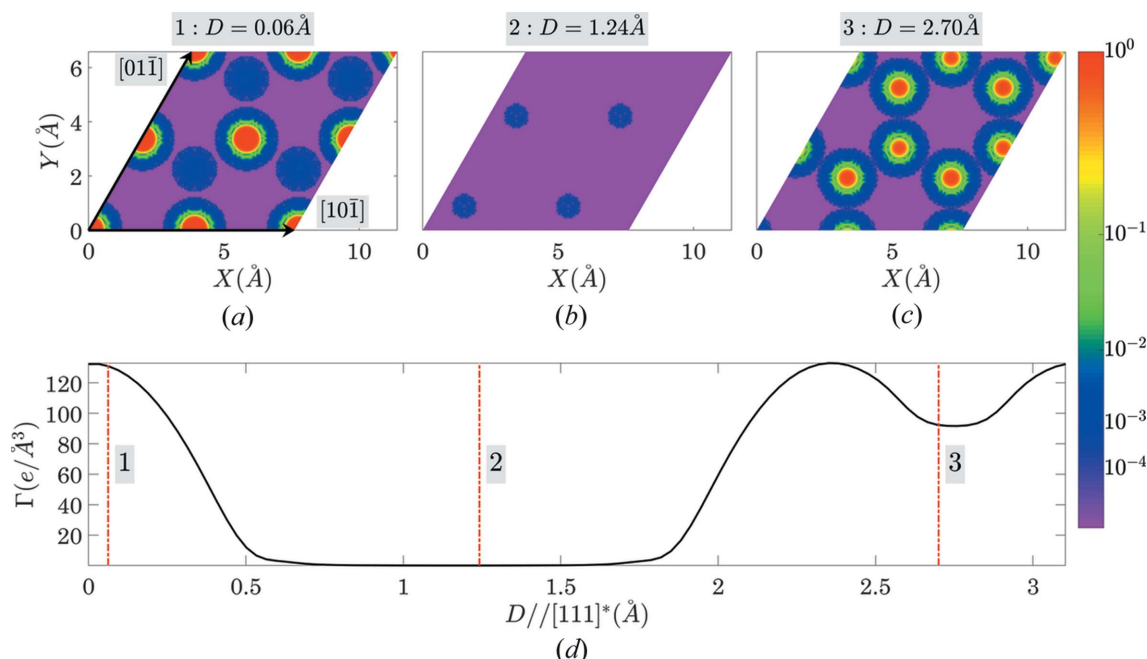 1 : D = 0.06Å
2 : D = 1.24Å
3 : D = 2.70Å
Y(Å)
6
4
2
0
[011̄]
[101̄]
0 5 10
X(Å)
(a)
0 5 10
X(Å)
(b)
0 5 10
X(Å)
(c)
10⁰
10⁻¹
10⁻²
10⁻³
10⁻⁴
Γ(e/Å³)
120
100
80
60
40
20
1
2
3
0 0.5 1 1.5 2 2.5 3
D//[111]*(Å)
(d)